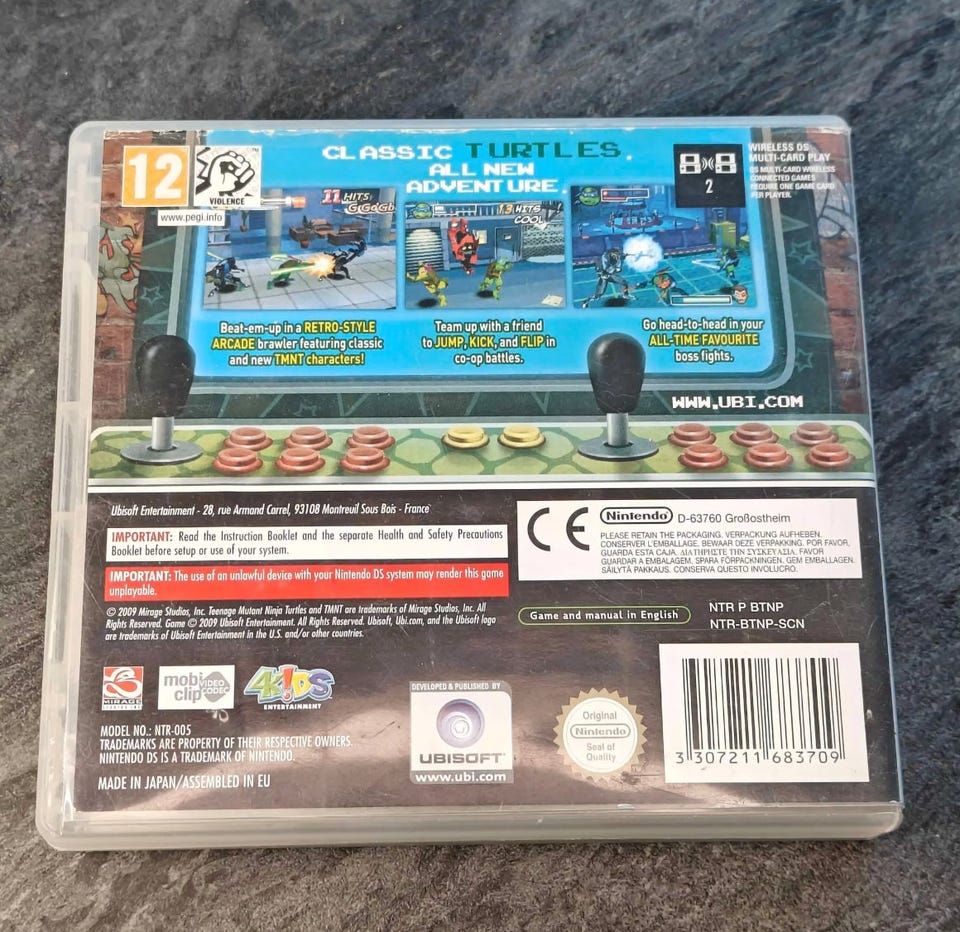 CLASSIC TURTLES.
ALL NEW
ADVENTURE.
12
VIOLENCE
www.pegi.info
8 8
2
WIRELESS DS
MULTI-CARD PLAY
DS MULTI-CARD WIRELESS
CONNECTED GAMES
REQUIRE ONE GAME CARD
PER PLAYER.
11 HITS
13 HITS
COOL
Beat-em-up in a RETRO-STYLE
ARCADE brawler featuring classic
and new TMNT characters!
Team up with a friend
to JUMP, KICK, and FLIP in
co-op battles.
Go head-to-head in your
ALL-TIME FAVOURITE
boss fights.
WWW.UBI.COM
Ubisoft Entertainment - 28, rue Armand Carrel, 93108 Montreuil Sous Bois - France
IMPORTANT: Read the Instruction Booklet and the separate Health and Safety Precautions
Booklet before setup or use of your system.
IMPORTANT: The use of an unlawful device with your Nintendo DS system may render this game
unplayable.
© 2009 Mirage Studios, Inc. Teenage Mutant Ninja Turtles and TMNT are trademarks of Mirage Studios, Inc. All
Rights Reserved. Game © 2009 Ubisoft Entertainment. All Rights Reserved. Ubisoft, Ubi.com, and the Ubisoft logo
are trademarks of Ubisoft Entertainment in the U.S. and/or other countries.
CE
Nintendo D-63760 Großostheim
PLEASE RETAIN THE PACKAGING. VERPACKUNG AUFHEBEN.
CONSERVER L'EMBALLAGE. BEWAAR DEZE VERPAKKING. POR FAVOR,
GUARDA ESTA CAJA. ΔΙΑΤΗΡΗΣΤΕ ΤΗΝ ΣΥΣΚΕΥΑΣΙΑ. FAVOR
GUARDAR A EMBALAGEM. SPARA FÖRPACKNINGEN. GEM EMBALLAGEN.
SÄILYTÄ PAKKAUS. CONSERVA QUESTO INVOLUCRO.
Game and manual in English
NTR P BTNP
NTR-BTNP-SCN
MIRAGE
STUDIOS INC
mobi
clip
VIDEO
CODEC
4K!DS
ENTERTAINMENT
MODEL NO.: NTR-005
TRADEMARKS ARE PROPERTY OF THEIR RESPECTIVE OWNERS.
NINTENDO DS IS A TRADEMARK OF NINTENDO.
MADE IN JAPAN/ASSEMBLED IN EU
DEVELOPED & PUBLISHED BY
UBISOFT
www.ubi.com
Original
Nintendo
Seal of
Quality
3 307211 683709